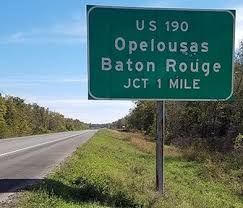 US 190
Opelousas
Baton Rouge
JCT 1 MILE